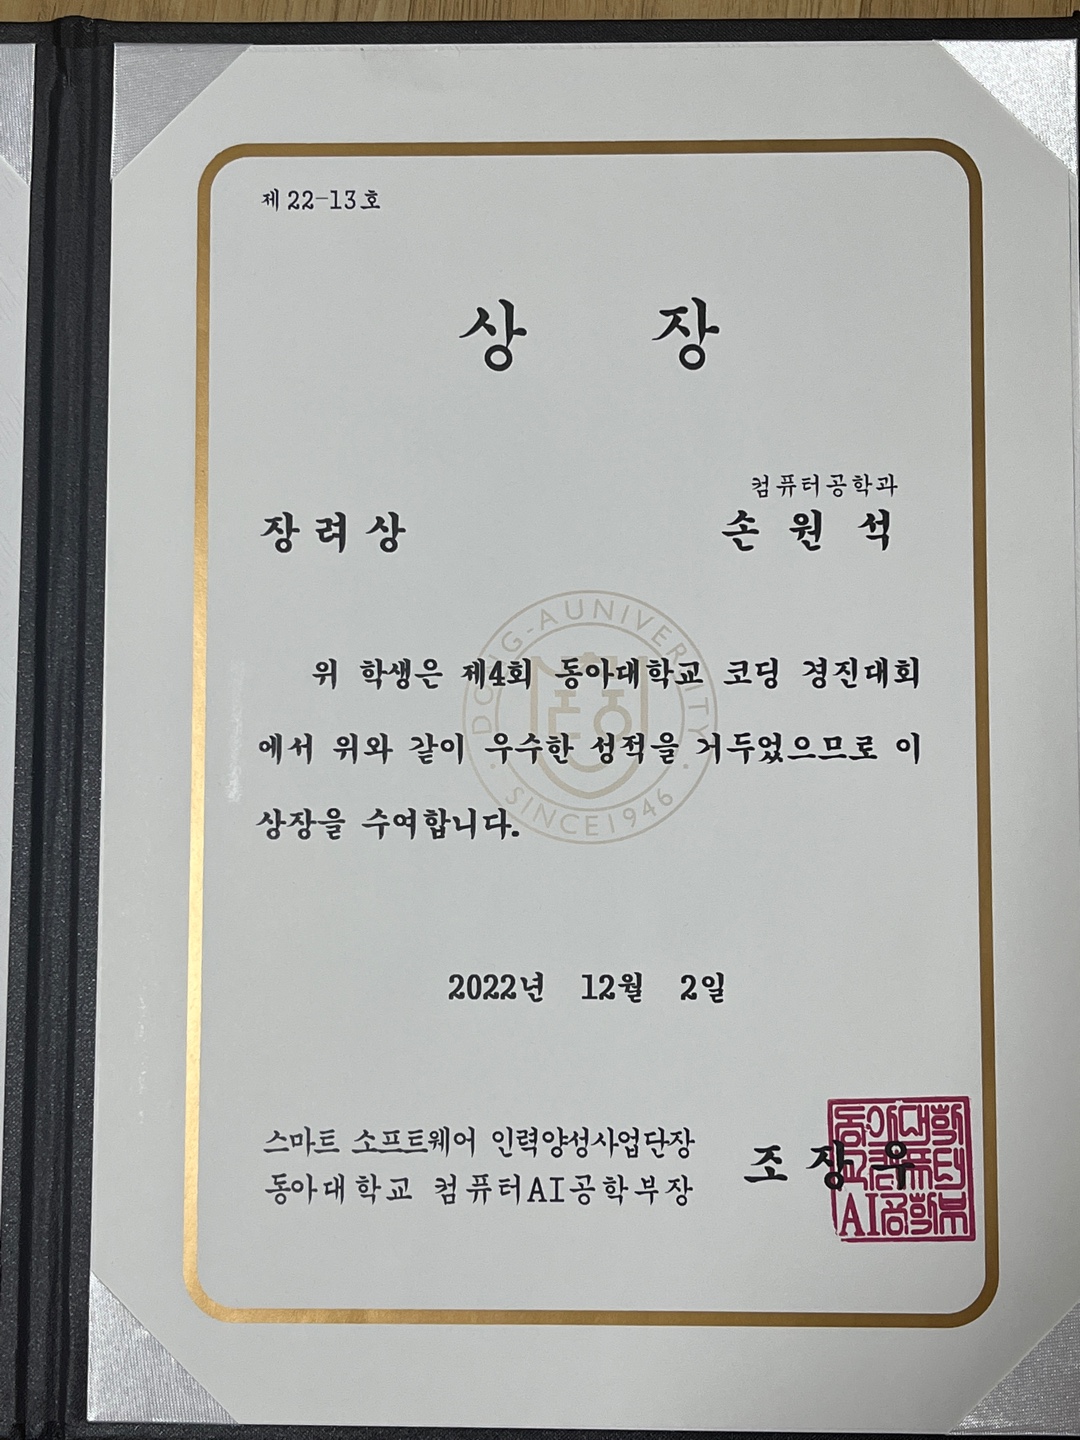 제 22-13호
상 장
컴퓨터공학과
장려상 손 원 석
DONG-A UNIVERSITY
위 학생은 제4회 동아대학교 코딩 경진대회
에서 위와 같이 우수한 성적을 거두었으므로 이
상장을 수여합니다.
SINCE 1946
2022년 12월 2일
스마트 소프트웨어 인력양성사업단장
동아대학교 컴퓨터AI공학부장
조 장 우
동아대학
교컴퓨터
AI공학부